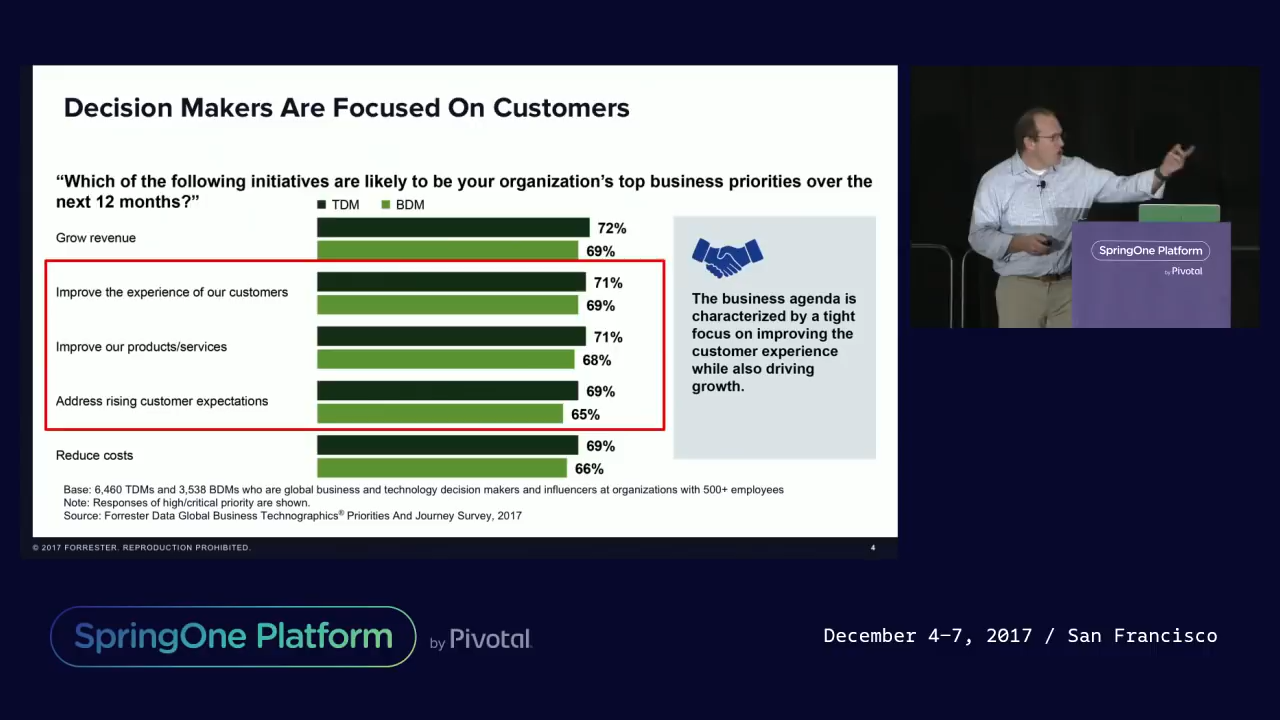 Decision Makers Are Focused On Customers
“Which of the following initiatives are likely to be your organization’s top business priorities over the
next 12 months?”
TDM BDM
Grow revenue
72%
69%
Improve the experience of our customers
71%
69%
Improve our products/services
71%
68%
Address rising customer expectations
69%
65%
Reduce costs
69%
66%
The business agenda is
characterized by a tight
focus on improving the
customer experience
while also driving
growth.
Base: 6,460 TDMs and 3,538 BDMs who are global business and technology decision makers and influencers at organizations with 500+ employees
Note: Responses of high/critical priority are shown.
Source: Forrester Data Global Business Technographics® Priorities And Journey Survey, 2017
© 2017 FORRESTER. REPRODUCTION PROHIBITED.
4
SpringOne Platform
by Pivotal
SpringOne Platform by Pivotal.
December 4–7, 2017 / San Francisco